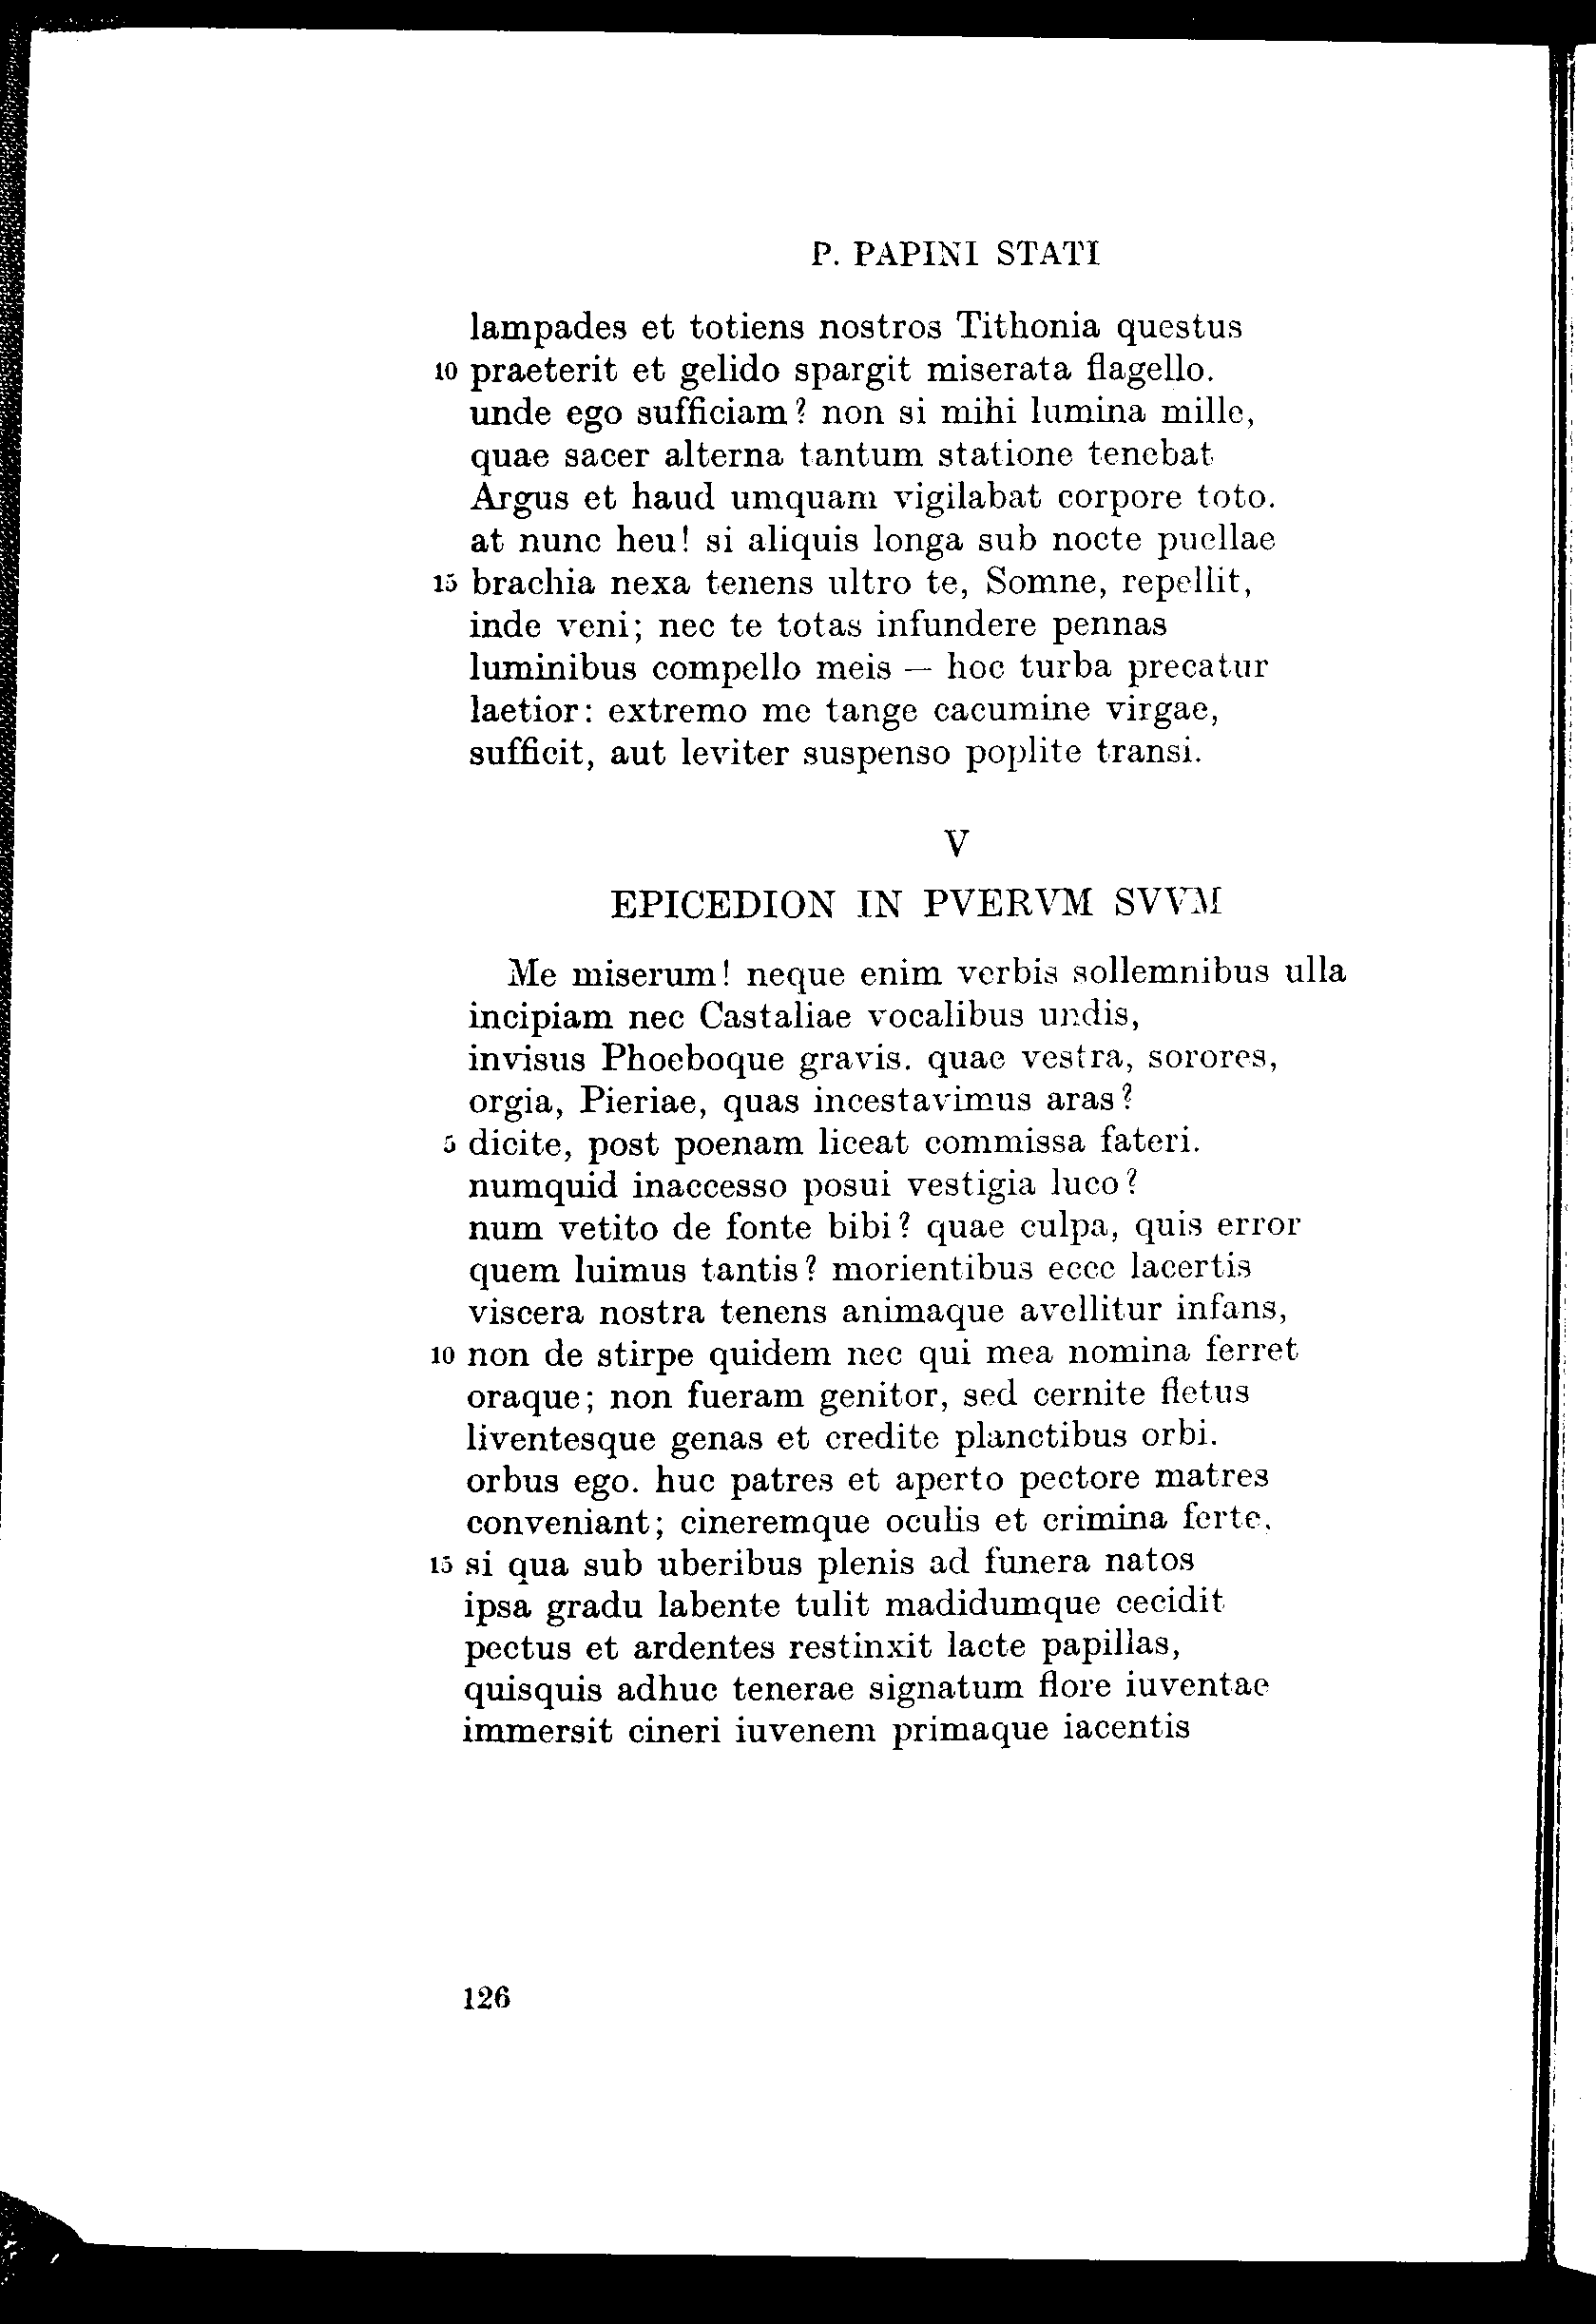 P. PAPINI STATI
lampades et totiens nostros Tithonia questus
10 praeterit et gelido spargit miserata flagello.
unde ego sufficiam? non si mihi lumina mille,
quae sacer alterna tantum statione tenebat
Argus et haud umquam vigilabat corpore toto.
at nunc heu! si aliquis longa sub nocte puellae
15 brachia nexa tenens ultro te, Somne, repellit,
inde veni; nec te totas infundere pennas
luminibus compello meis — hoc turba precatur
laetior: extremo me tange cacumine virgae,
sufficit, aut leviter suspenso poplite transi.
V
EPICEDION IN PVERVM SVVM
Me miserum! neque enim verbis sollemnibus ulla
incipiam nec Castaliae vocalibus undis,
invisus Phoeboque gravis. quae vestra, sorores,
orgia, Pieriae, quas incestavimus aras?
5 dicite, post poenam liceat commissa fateri.
numquid inaccesso posui vestigia luco?
num vetito de fonte bibi? quae culpa, quis error
quem luimus tantis? morientibus ecce lacertis
viscera nostra tenens animaque avellitur infans,
10 non de stirpe quidem nec qui mea nomina ferret
oraque; non fueram genitor, sed cernite fletus
liventesque genas et credite planctibus orbi.
orbus ego. huc patres et aperto pectore matres
conveniant; cineremque oculis et crimina ferte,
15 si qua sub uberibus plenis ad funera natos
ipsa gradu labente tulit madidumque cecidit
pectus et ardentes restinxit lacte papillas,
quisquis adhuc tenerae signatum flore iuventae
immersit cineri iuvenem primaque iacentis
126